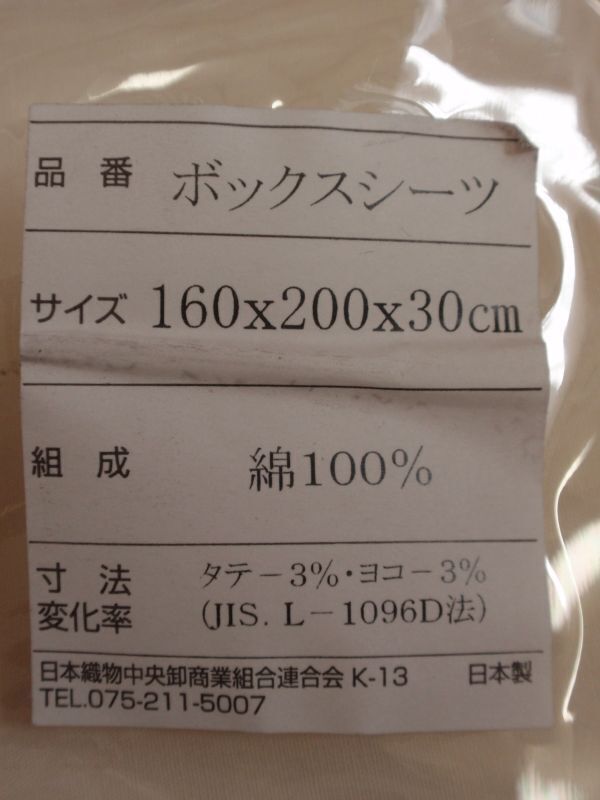 品 番 ボックスシーツ
サイズ 160x200x30cm
組 成 綿100%
寸 法 タテ－3%・ヨコ－3%
変化率 (JIS. L－1096D法)
日本織物中央卸商業組合連合会 K-13 日本製
TEL.075-211-5007